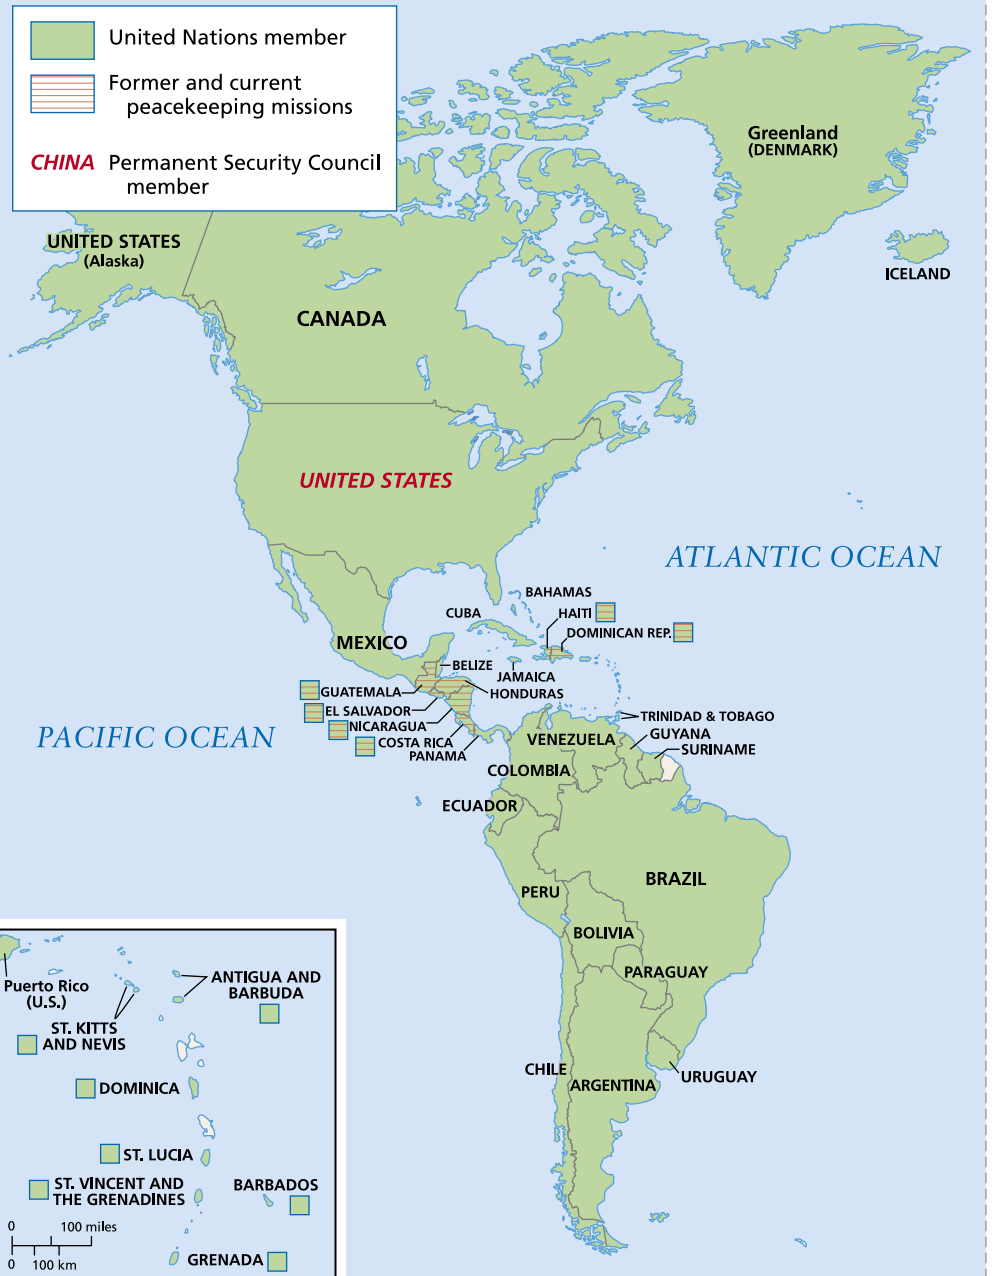 United Nations member
Former and current
peacekeeping missions
CHINA Permanent Security Council
member
Greenland
(DENMARK)
UNITED STATES
(Alaska)
ICELAND
CANADA
UNITED STATES
ATLANTIC OCEAN
BAHAMAS
CUBA
HAITI
DOMINICAN REP.
MEXICO
BELIZE
JAMAICA
HONDURAS
GUATEMALA
EL SALVADOR
NICARAGUA
COSTA RICA
PANAMA
PACIFIC OCEAN
TRINIDAD & TOBAGO
GUYANA
SURINAME
VENEZUELA
COLOMBIA
ECUADOR
BRAZIL
PERU
BOLIVIA
PARAGUAY
CHILE
ARGENTINA
URUGUAY
Puerto Rico
(U.S.)
ANTIGUA AND
BARBUDA
ST. KITTS
AND NEVIS
DOMINICA
ST. LUCIA
ST. VINCENT AND
THE GRENADINES
BARBADOS
GRENADA
0 100 miles
0 100 km